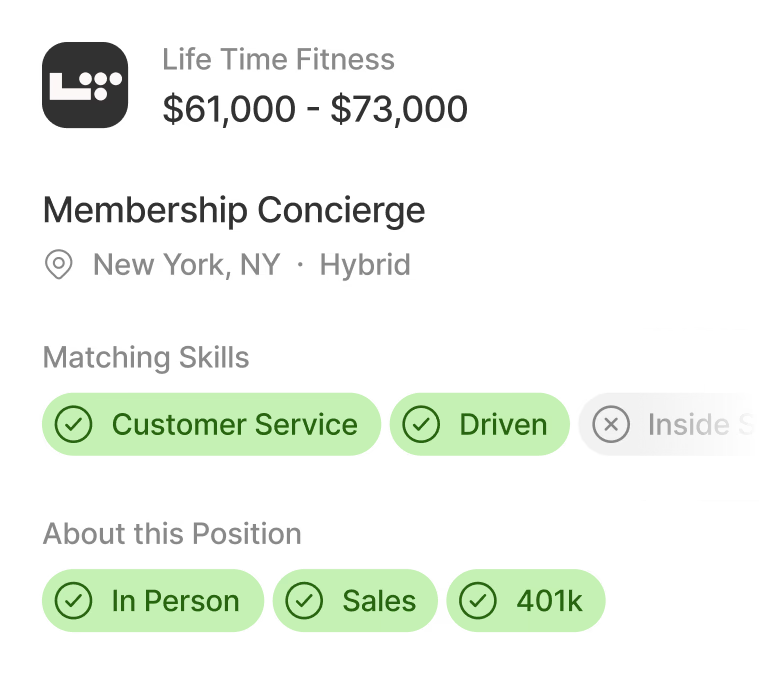 Life Time Fitness
$61,000 - $73,000
Membership Concierge
New York, NY · Hybrid
Matching Skills
Customer Service Driven Inside
About this Position
In Person Sales 401k